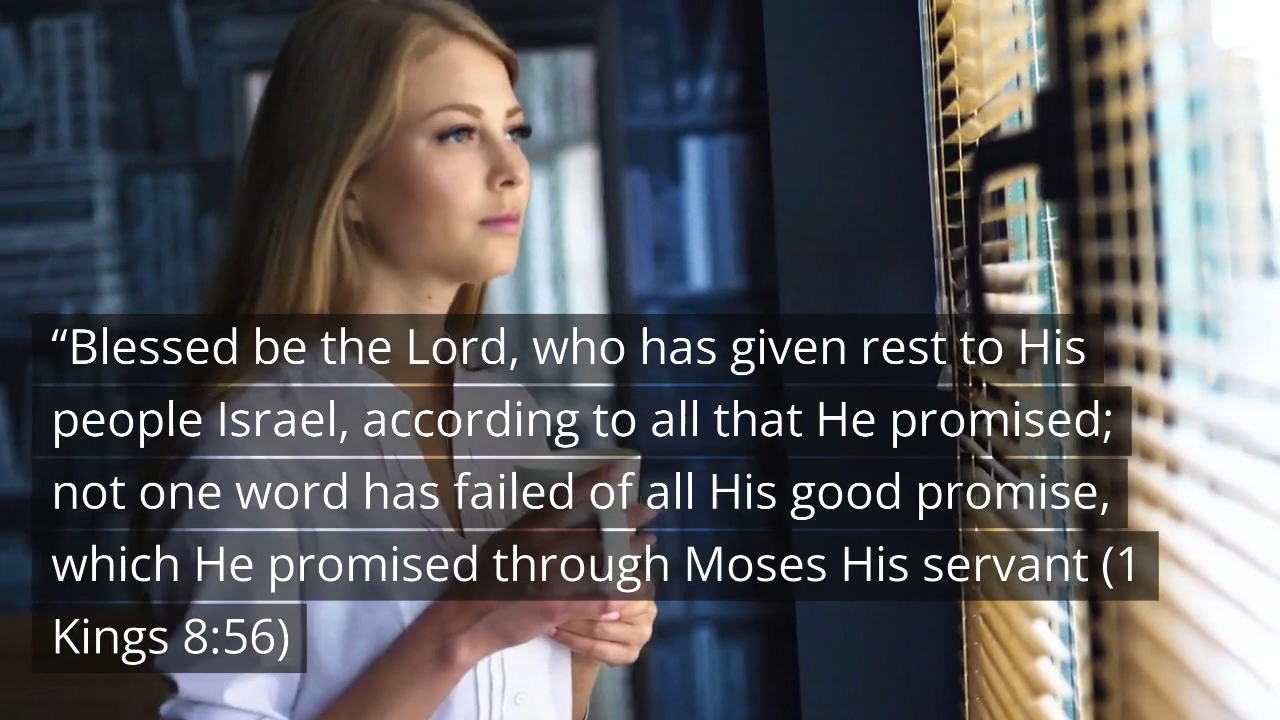 “Blessed be the Lord, who has given rest to His
people Israel, according to all that He promised;
not one word has failed of all His good promise,
which He promised through Moses His servant (1
Kings 8:56)